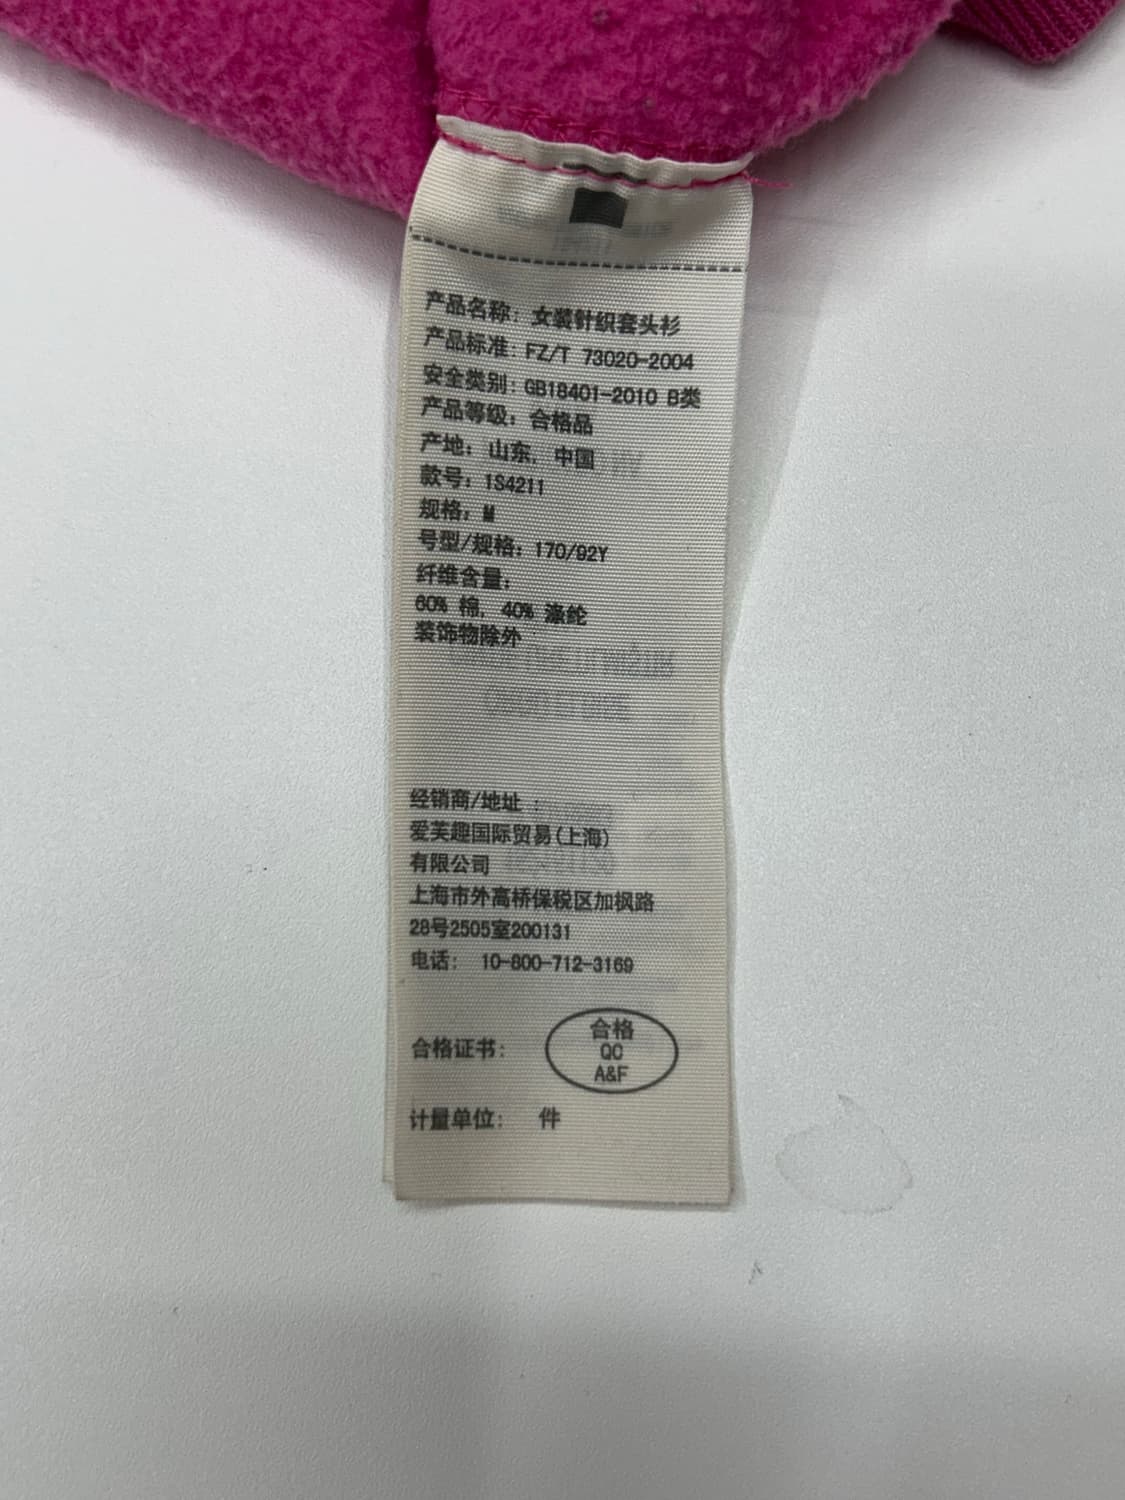 产品名称：女装针织套头衫
产品标准：FZ/T 73020-2004
安全类别：GB18401-2010 B类
产品等级：合格品
产地：山东，中国
款号：1S4211
规格：M
号型/规格：170/92Y
纤维含量：
60% 棉，40% 涤纶
装饰物除外
经销商/地址：
爱芙趣国际贸易(上海)
有限公司
上海市外高桥保税区加枫路
28号2505室200131
电话： 10-800-712-3169
合格
合格证书： QC
A&F
计量单位： 件